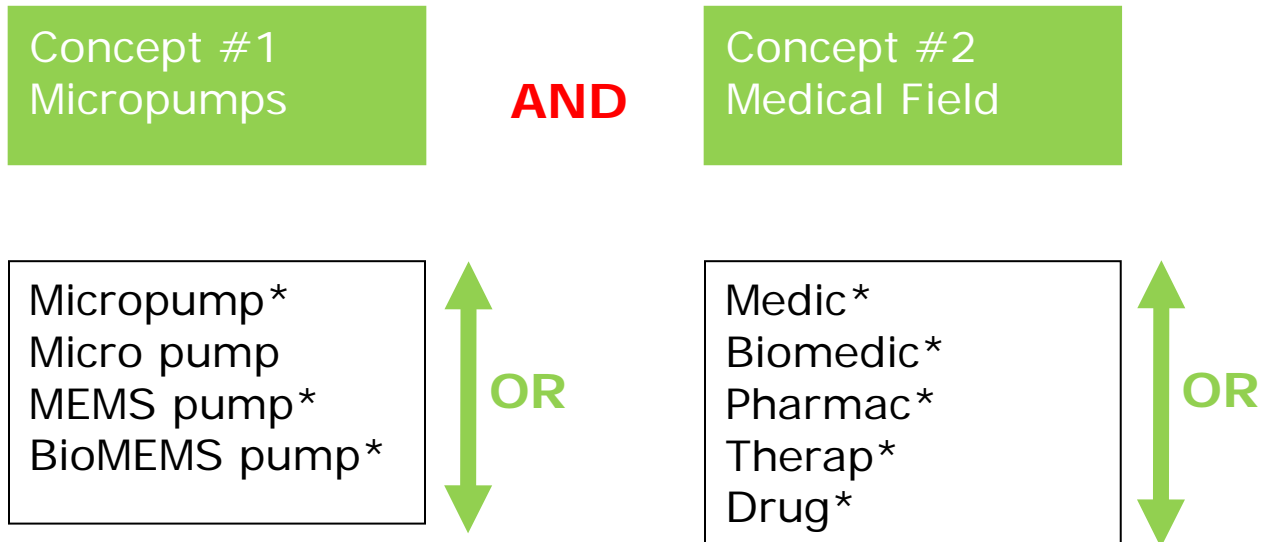 Concept #1
Micropumps
AND
Concept #2
Medical Field
Micropump*
Micro pump
MEMS pump*
BioMEMS pump*
OR
Medic*
Biomedic*
Pharmac*
Therap*
Drug*
OR